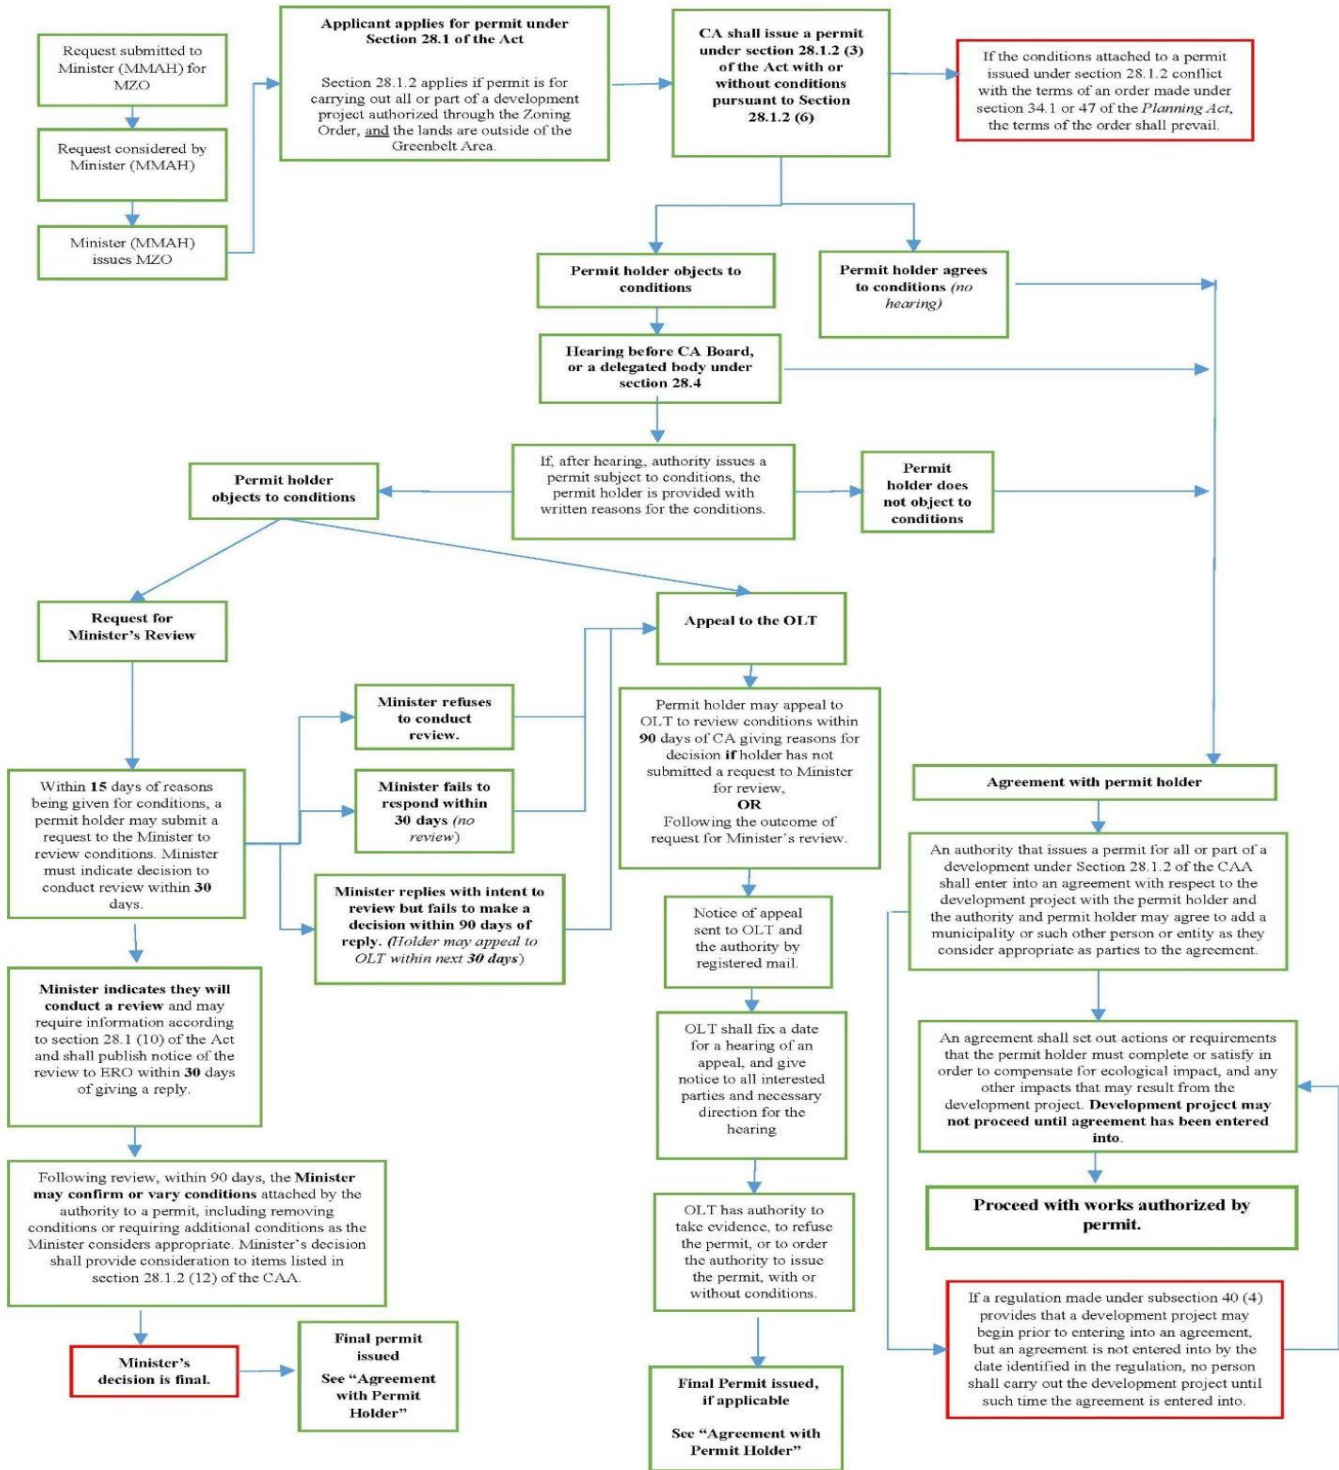 Request submitted to
Minister (MMAH) for
MZO
Request considered by
Minister (MMAH)
Minister (MMAH)
issues MZO
Applicant applies for permit under
Section 28.1 of the Act
Section 28.1.2 applies if permit is for
carrying out all or part of a development
project authorized through the Zoning
Order, and the lands are outside of the
Greenbelt Area.
CA shall issue a permit
under section 28.1.2 (3)
of the Act with or
without conditions
pursuant to Section
28.1.2 (6)
If the conditions attached to a permit
issued under section 28.1.2 conflict
with the terms of an order made under
section 34.1 or 47 of the Planning Act,
the terms of the order shall prevail.
Permit holder objects to
conditions
Permit holder agrees
to conditions (no
hearing)
Hearing before CA Board,
or a delegated body under
section 28.4
If, after hearing, authority issues a
permit subject to conditions, the
permit holder is provided with
written reasons for the conditions.
Permit holder
objects to conditions
Permit
holder does
not object to
conditions
Request for
Minister's Review
Appeal to the OLT
Within 15 days of reasons
being given for conditions, a
permit holder may submit a
request to the Minister to
review conditions. Minister
must indicate decision to
conduct review within 30
days.
Minister refuses
to conduct
review.
Minister fails to
respond within
30 days (no
review)
Minister replies with intent to
review but fails to make a
decision within 90 days of
reply. (Holder may appeal to
OLT within next 30 days)
Permit holder may appeal to
OLT to review conditions within
90 days of CA giving reasons for
decision if holder has not
submitted a request to Minister
for review,
OR
Following the outcome of
request for Minister's review.
Notice of appeal
sent to OLT and
the authority by
registered mail.
OLT shall fix a date
for a hearing of an
appeal, and give
notice to all interested
parties and necessary
direction for the
hearing
OLT has authority to
take evidence, to refuse
the permit, or to order
the authority to issue
the permit, with or
without conditions.
Final Permit issued,
if applicable
See "Agreement with
Permit Holder"
Minister indicates they will
conduct a review and may
require information according
to section 28.1 (10) of the Act
and shall publish notice of the
review to ERO within 30 days
of giving a reply.
Following review, within 90 days, the Minister
may confirm or vary conditions attached by the
authority to a permit, including removing
conditions or requiring additional conditions as the
Minister considers appropriate. Minister's decision
shall provide consideration to items listed in
section 28.1.2 (12) of the CAA.
Minister's
decision is final.
Final permit
issued
See "Agreement
with Permit
Holder"
Agreement with permit holder
An authority that issues a permit for all or part of a
development under Section 28.1.2 of the CAA
shall enter into an agreement with respect to the
development project with the permit holder and
the authority and permit holder may agree to add a
municipality or such other person or entity as they
consider appropriate as parties to the agreement.
An agreement shall set out actions or requirements
that the permit holder must complete or satisfy in
order to compensate for ecological impact, and any
other impacts that may result from the
development project. Development project may
not proceed until agreement has been entered
into.
Proceed with works authorized by
permit.
If a regulation made under subsection 40 (4)
provides that a development project may
begin prior to entering into an agreement,
but an agreement is not entered into by the
date identified in the regulation, no person
shall carry out the development project until
such time the agreement is entered into.